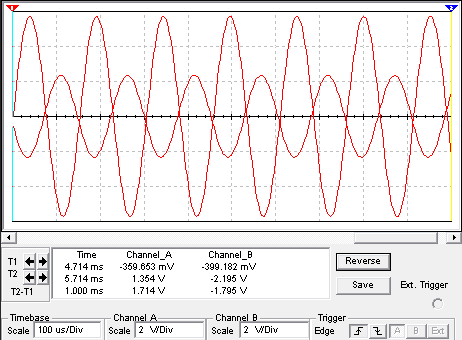 1 2
Time Channel_A Channel_B
T1 4.714 ms -359.653 mV -399.182 mV
T2 5.714 ms 1.354 V -2.195 V
T2-T1 1.000 ms 1.714 V -1.795 V
Reverse
Save
Ext. Trigger
Timebase Channel A Channel B Trigger
Scale 100 us/Div Scale 2 V/Div Scale 2 V/Div Edge A B Ext